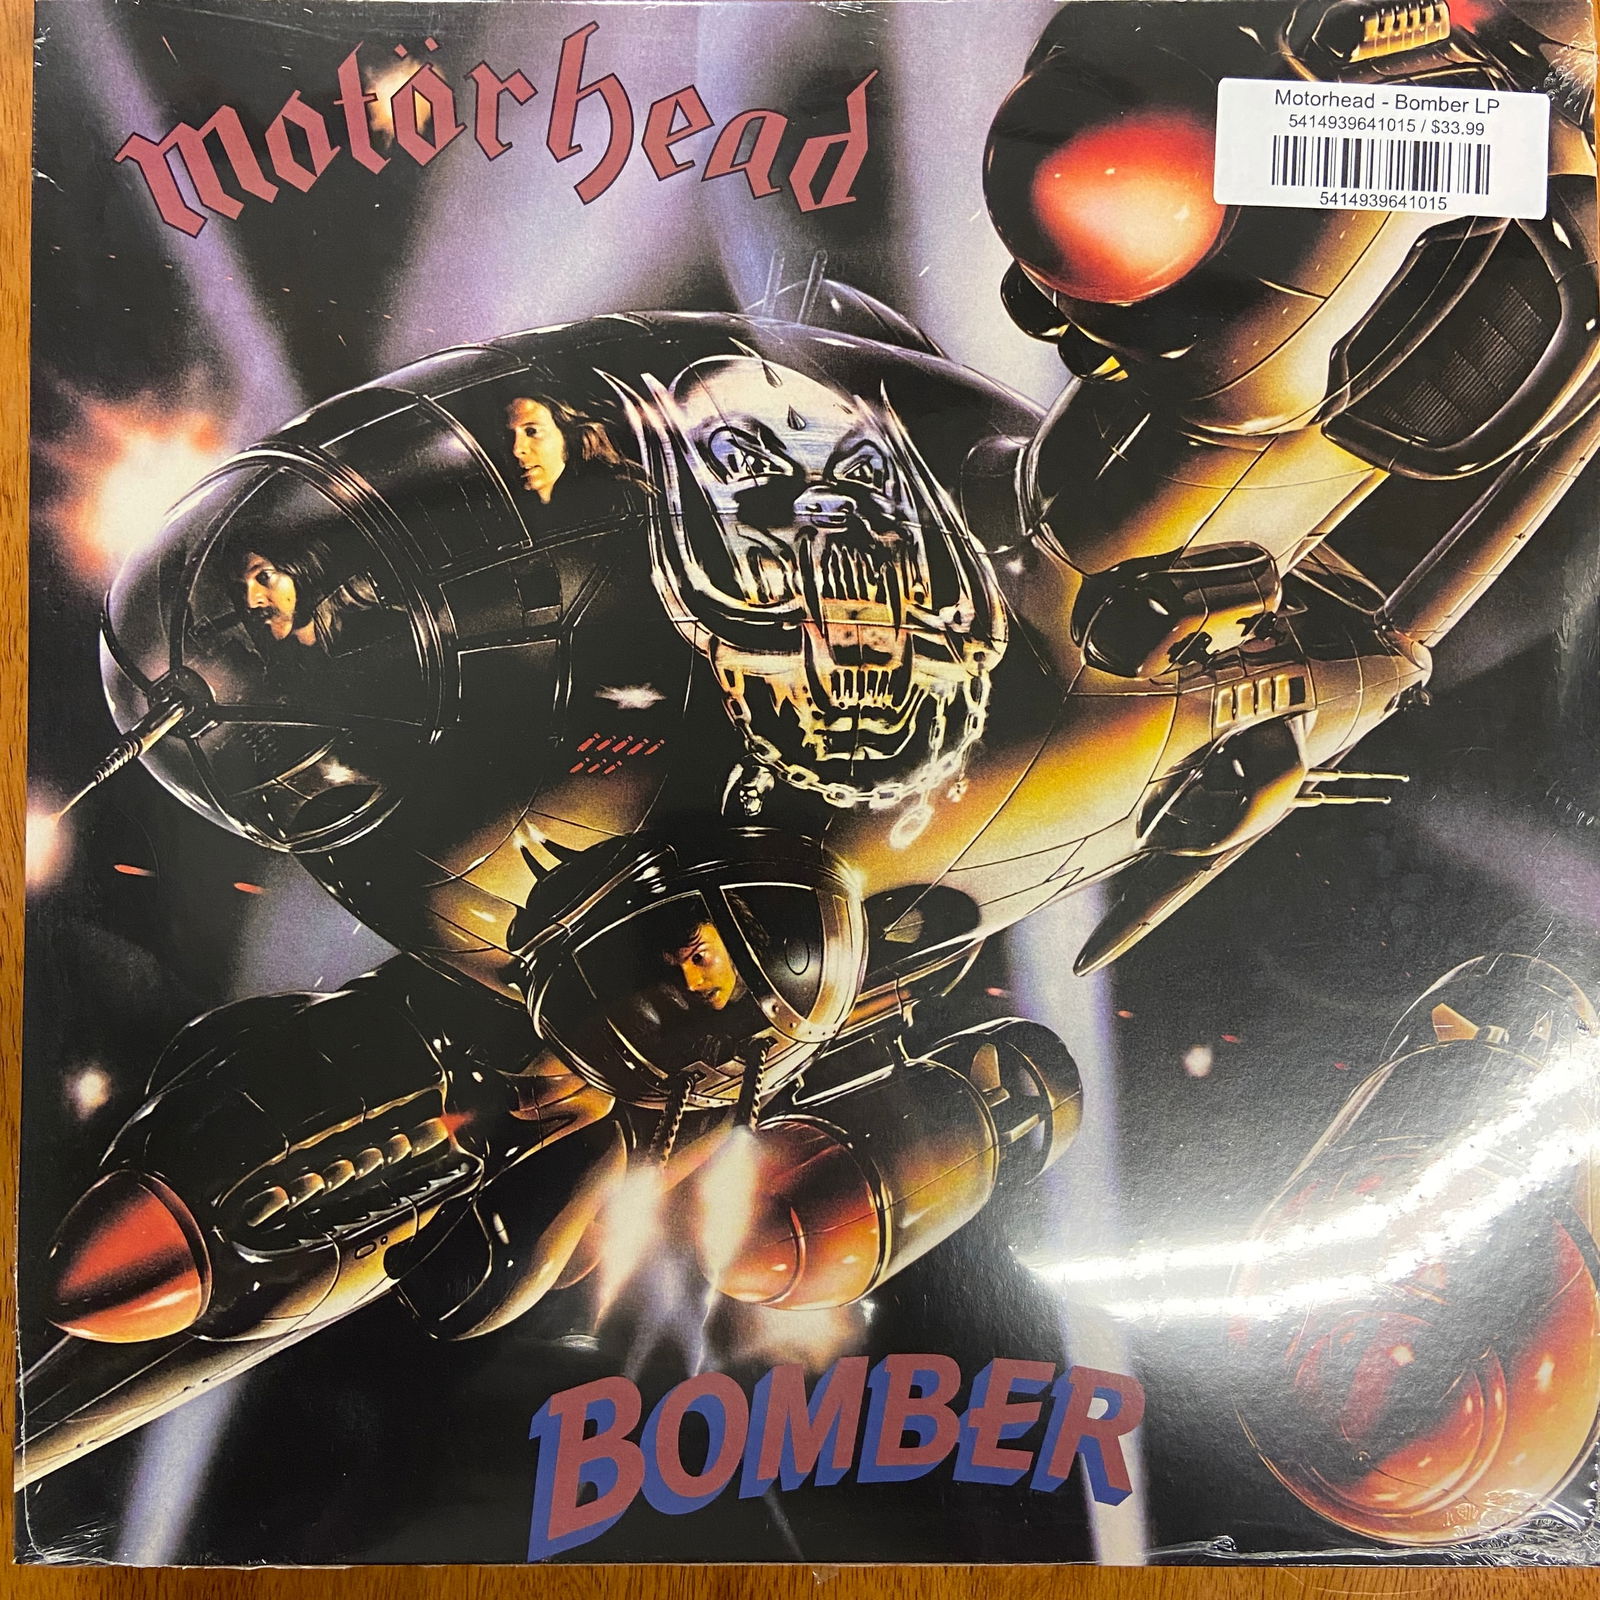 motörhead
Motorhead - Bomber LP
5414939641015 / $33.99
5414939641015
BOMBER